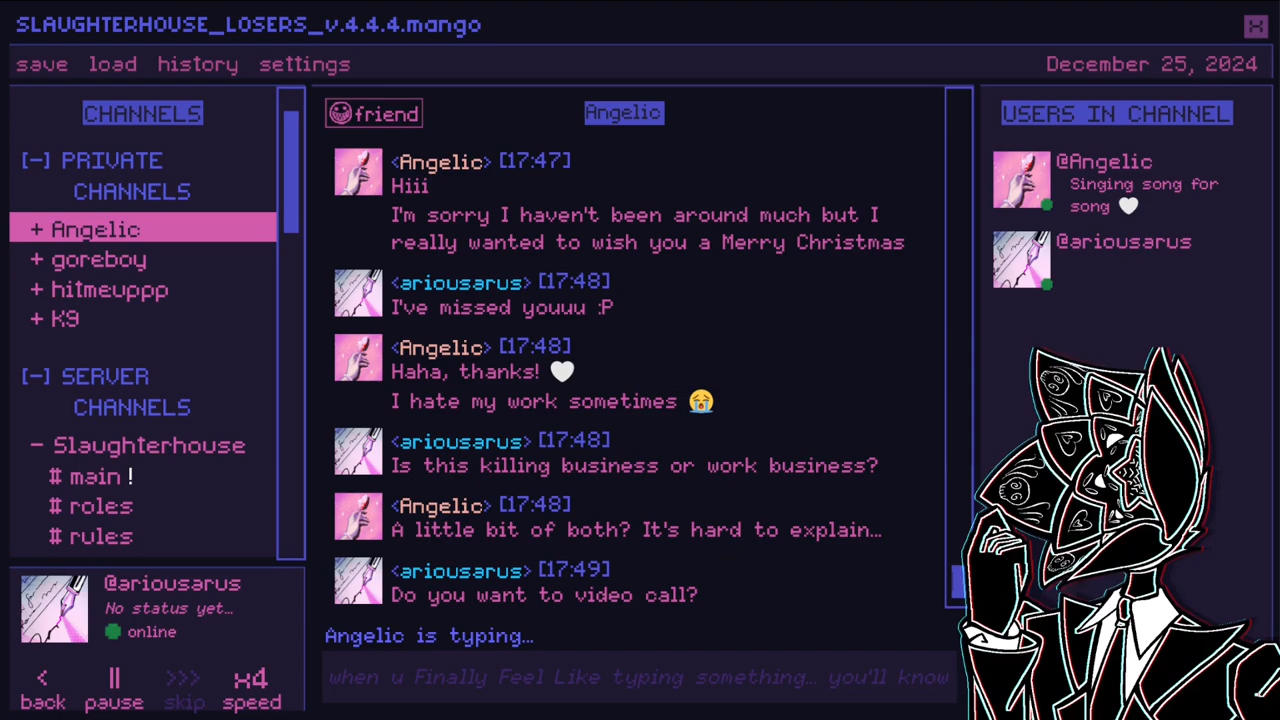 SLAUGHTERHOUSE_LOSERS_v.4.4.4.mango
x
save load history settings
December 25, 2024
CHANNELS
[-] PRIVATE
CHANNELS
+ Angelic
+ goreboy
+ hitmeuppp
+ K9
[-] SERVER
CHANNELS
- Slaughterhouse
# main !
# roles
# rules
@ariousarus
No status yet...
online
< || >>> x4
back pause skip speed
friend
Angelic
<Angelic> [17:47]
Hiii
I'm sorry I haven't been around much but I
really wanted to wish you a Merry Christmas
<ariousarus> [17:48]
I've missed youuu :P
<Angelic> [17:48]
Haha, thanks! 🤍
I hate my work sometimes 😭
<ariousarus> [17:48]
Is this killing business or work business?
<Angelic> [17:48]
A little bit of both? It's hard to explain...
<ariousarus> [17:49]
Do you want to video call?
Angelic is typing...
when u Finally Feel Like typing something... you'll know
USERS IN CHANNEL
@Angelic
Singing song for
song 🤍
@ariousarus